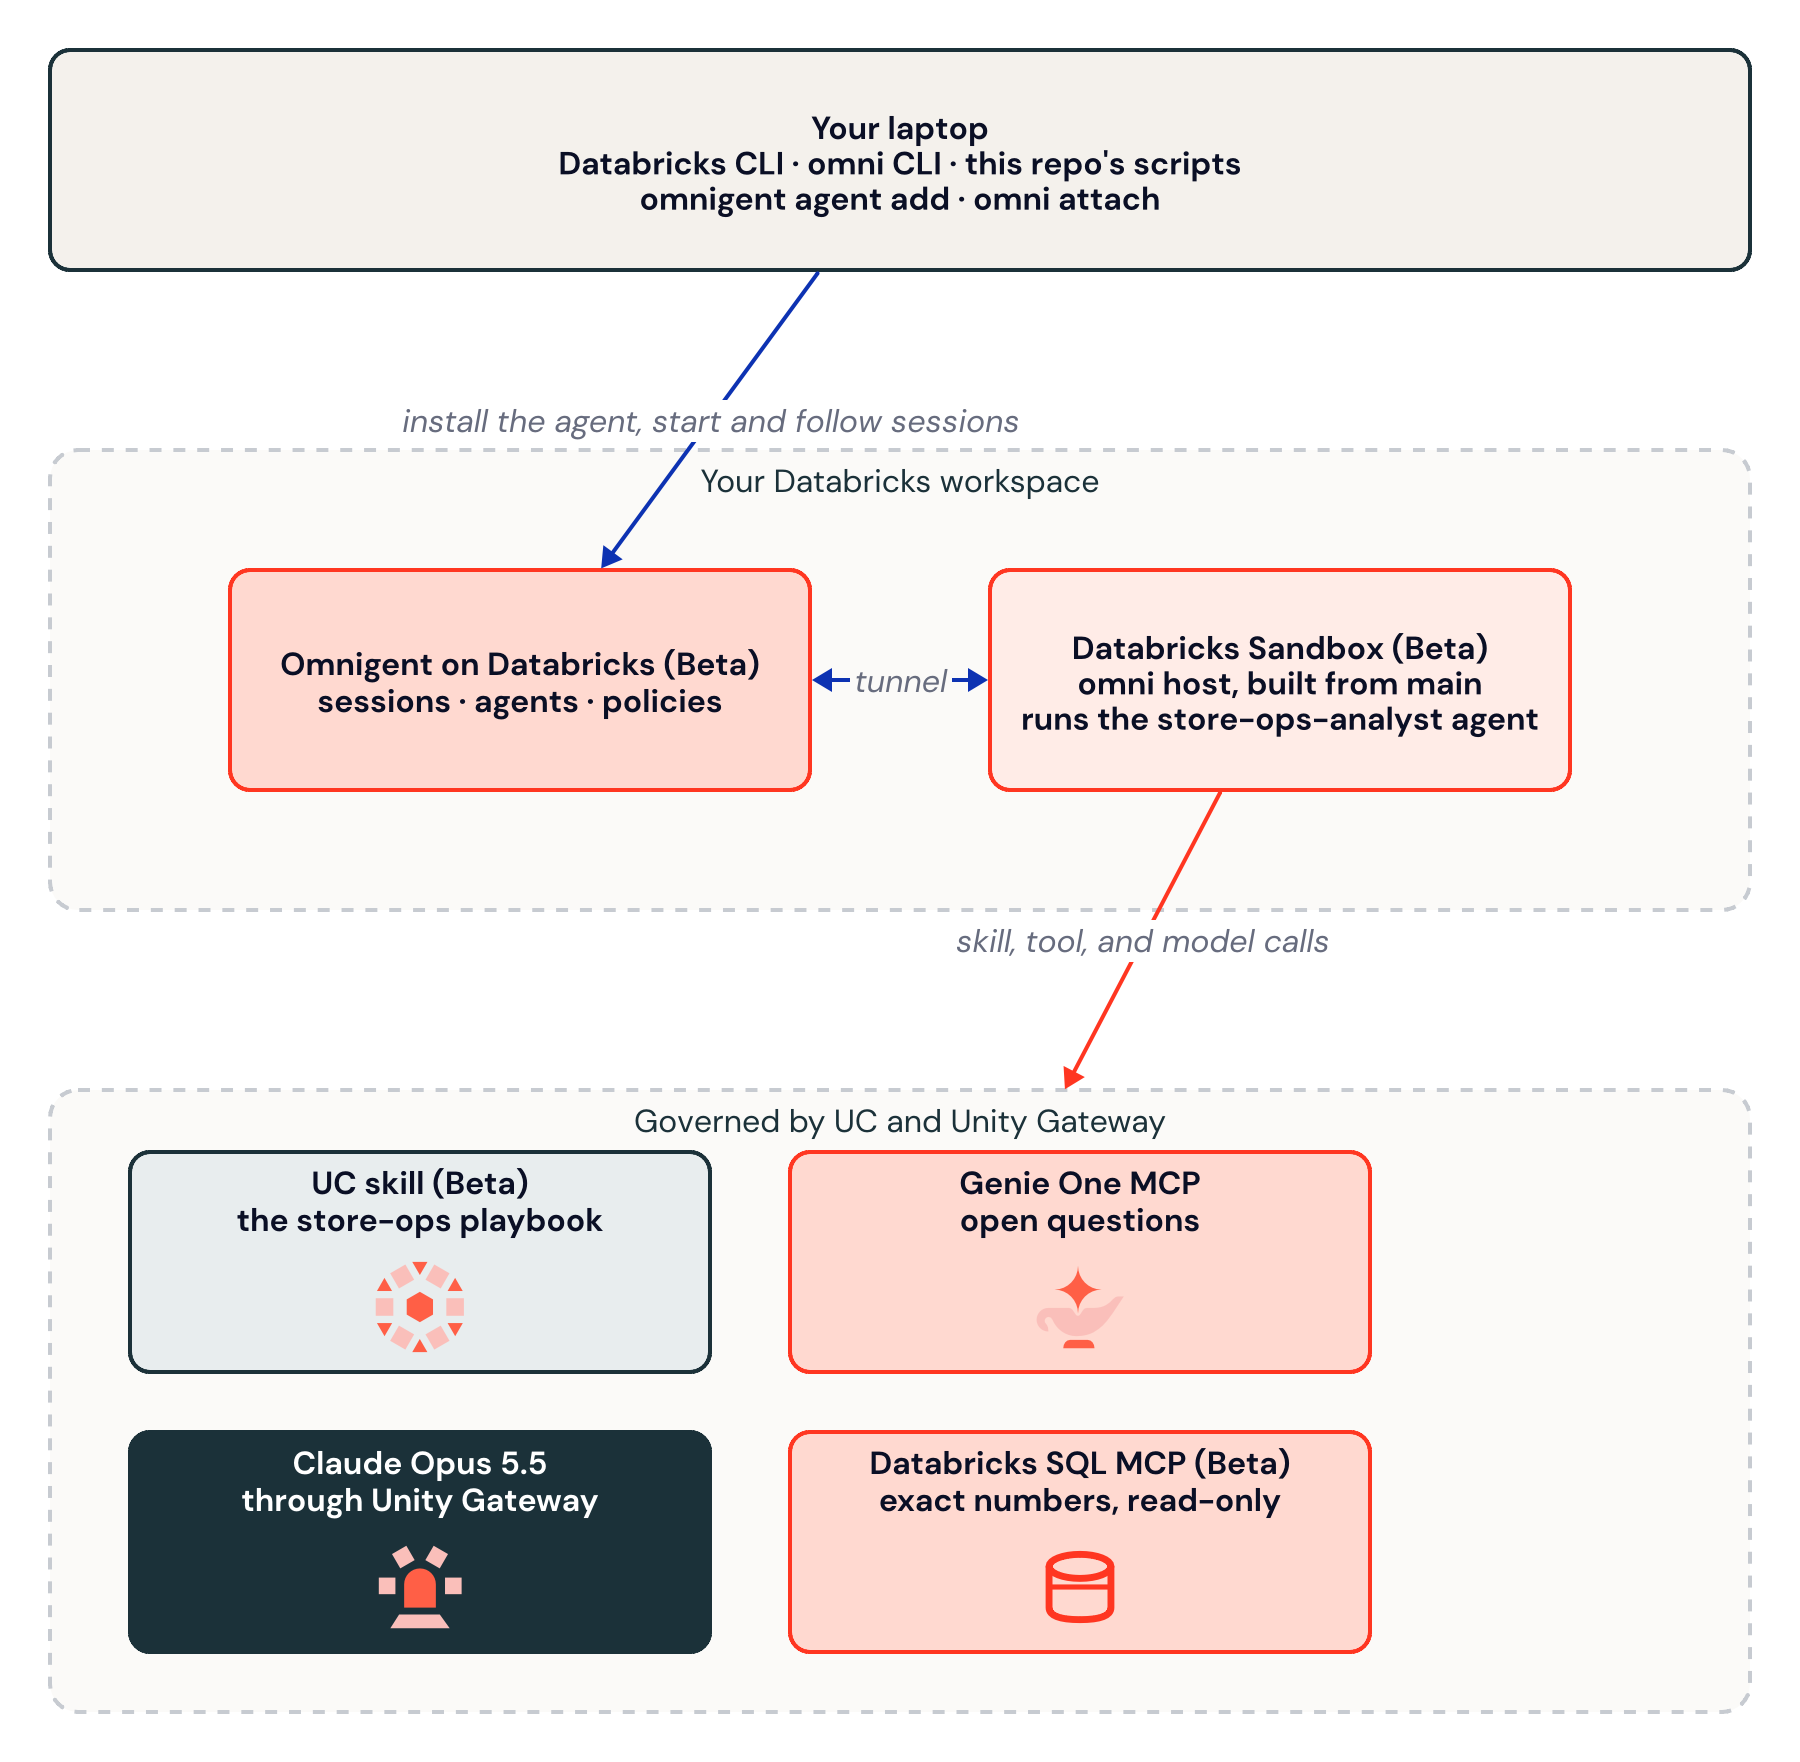 Your laptop
Databricks CLI · omni CLI · this repo's scripts
omnigent agent add · omni attach
install the agent, start and follow sessions
Your Databricks workspace
Omnigent on Databricks (Beta)
sessions · agents · policies
tunnel
Databricks Sandbox (Beta)
omni host, built from main
runs the store-ops-analyst agent
skill, tool, and model calls
Governed by UC and Unity Gateway
UC skill (Beta)
the store-ops playbook
Genie One MCP
open questions
Claude Opus 5.5
through Unity Gateway
Databricks SQL MCP (Beta)
exact numbers, read-only